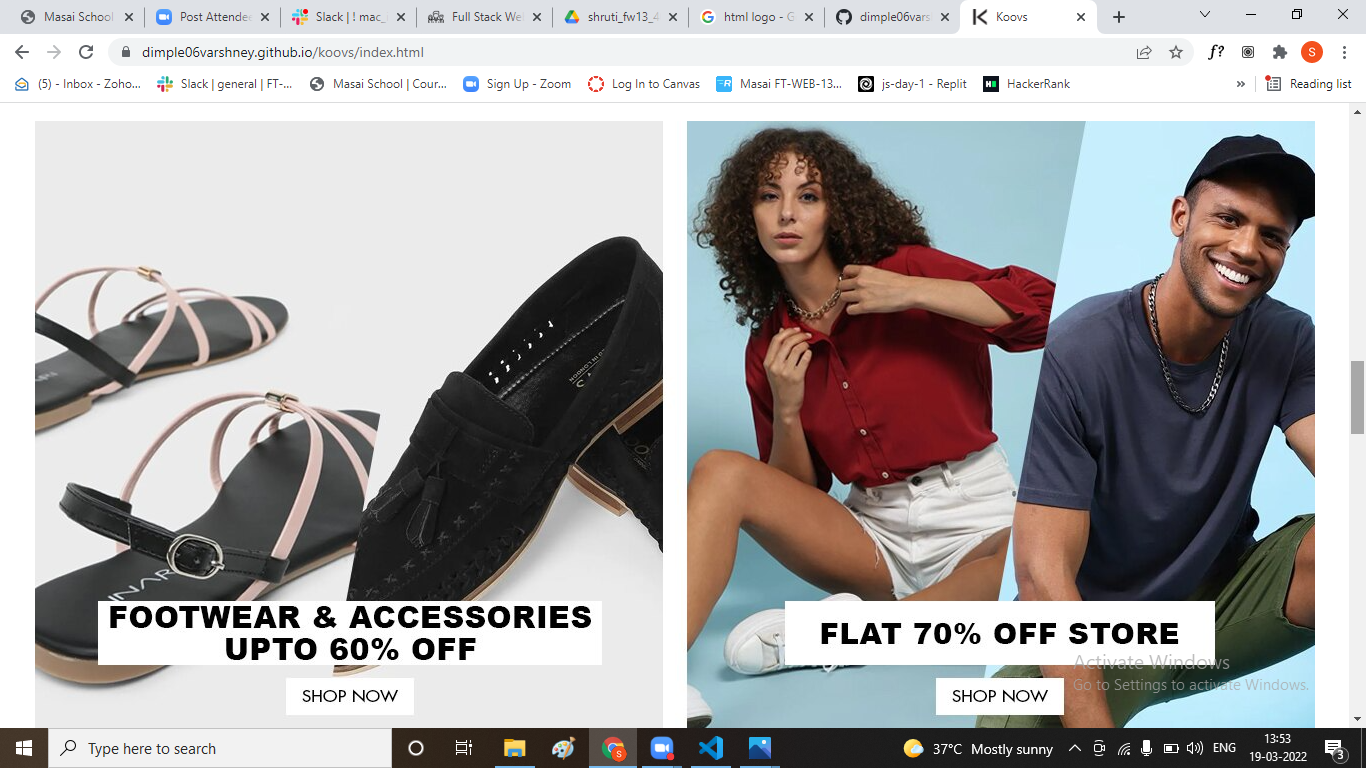 Masai School
Post Attende
Slack | ! mac_
Full Stack We
shruti_fw13_4
html logo - G
dimple06vars
Koovs
dimple06varshney.github.io/koovs/index.html
f?
S
(5) - Inbox - Zoho...
Slack | general | FT-...
Masai School | Cour...
Sign Up - Zoom
Log In to Canvas
Masai FT-WEB-13...
js-day-1 - Replit
HackerRank
»
Reading list
IN LONDON
FOOTWEAR & ACCESSORIES
UPTO 60% OFF
SHOP NOW
FLAT 70% OFF STORE
SHOP NOW
Activate Windows
Go to Settings to activate Windows.
Type here to search
37°C Mostly sunny
ENG
13:53
19-03-2022
3